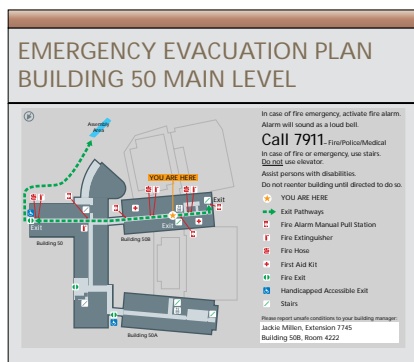 EMERGENCY EVACUATION PLAN
BUILDING 50 MAIN LEVEL
Assembly
Area
YOU ARE HERE
Exit
Exit
Exit
Building 50
Building 50B
Exit
Building 50A
In case of fire emergency, activate fire alarm.
Alarm will sound as a loud bell.
Call 7911–Fire/Police/Medical
In case of fire or emergency, use stairs.
Do not use elevator.
Assist persons with disabilities.
Do not reenter building until directed to do so.
YOU ARE HERE
Exit Pathways
Fire Alarm Manual Pull Station
Fire Extinguisher
Fire Hose
First Aid Kit
Fire Exit
Handicapped Accessible Exit
Stairs
Please report unsafe conditions to your building manager:
Jackie Millen, Extension 7745
Building 50B, Room 4222